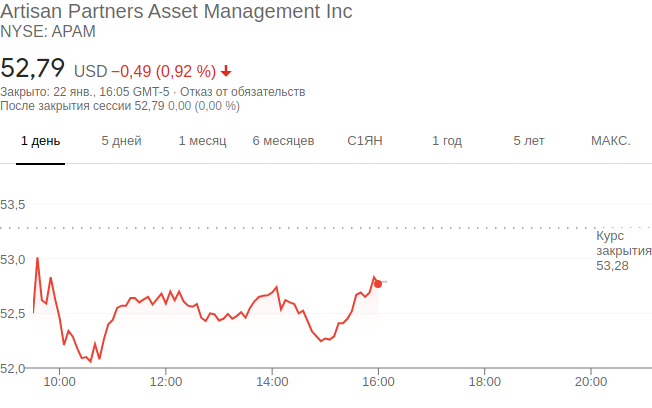 Artisan Partners Asset Management Inc
NYSE: APAM
52,79 USD −0,49 (0,92 %)
Закрыто: 22 янв., 16:05 GMT-5 · Отказ от обязательств
После закрытия сессии 52,79 0,00 (0,00 %)
1 день 5 дней 1 месяц 6 месяцев С1ЯН 1 год 5 лет МАКС.
53,5
Курс
закрытия
53,28
53,0
52,5
52,0
10:00 12:00 14:00 16:00 18:00 20:00